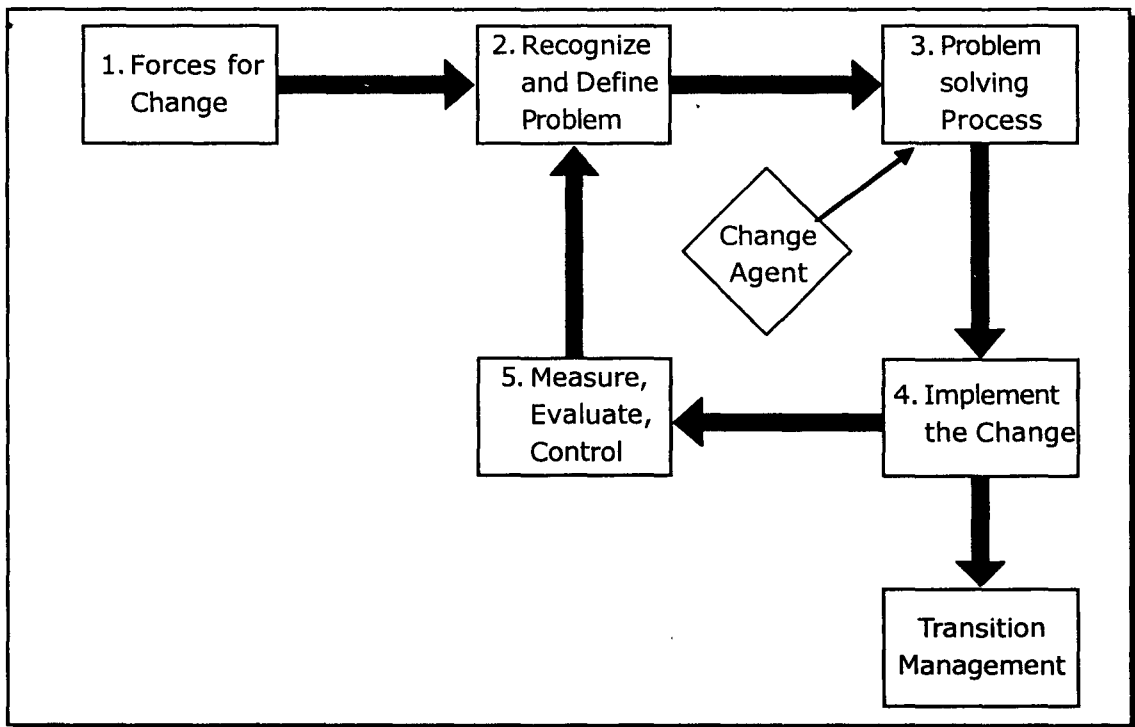 1. Forces for
Change
2. Recognize
and Define
Problem
3. Problem
solving
Process
Change
Agent
5. Measure,
Evaluate,
Control
4. Implement
the Change
Transition
Management